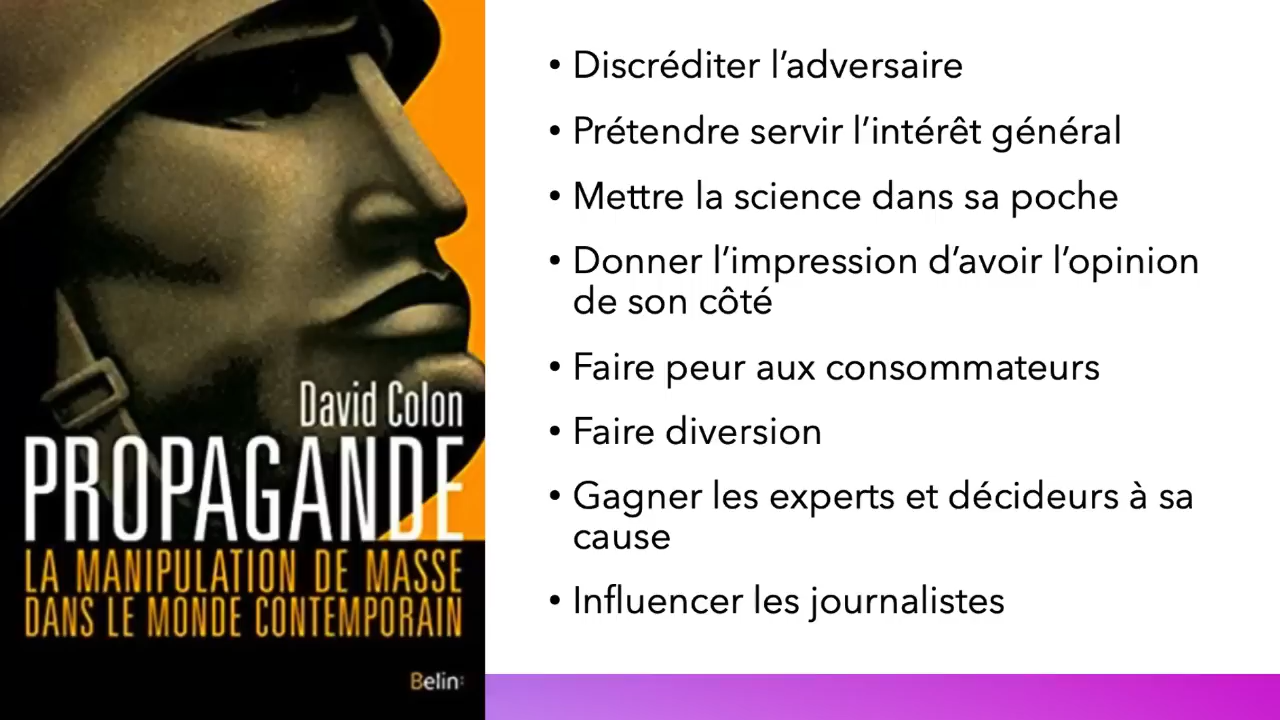 David Colon
PROPAGANDE
LA MANIPULATION DE MASSE
DANS LE MONDE CONTEMPORAIN
Belin:
• Discréditer l’adversaire
• Prétendre servir l’intérêt général
• Mettre la science dans sa poche
• Donner l’impression d’avoir l’opinion
de son côté
• Faire peur aux consommateurs
• Faire diversion
• Gagner les experts et décideurs à sa
cause
• Influencer les journalistes